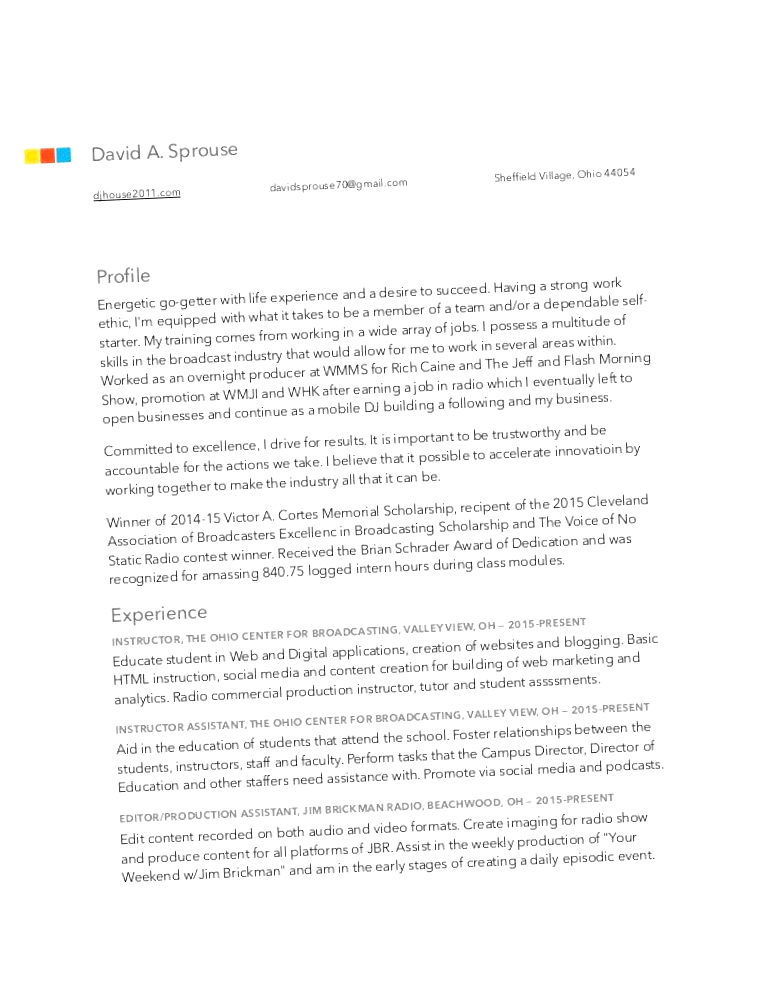 David A. Sprouse
djhouse2011.com davidsprouse70@gmail.com Sheffield Village, Ohio 44054
Profile
Energetic go-getter with life experience and a desire to succeed. Having a strong work
ethic, I'm equipped with what it takes to be a member of a team and/or a dependable self-
starter. My training comes from working in a wide array of jobs. I possess a multitude of
skills in the broadcast industry that would allow for me to work in several areas within.
Worked as an overnight producer at WMMS for Rich Caine and The Jeff and Flash Morning
Show, promotion at WMJI and WHK after earning a job in radio which I eventually left to
open businesses and continue as a mobile DJ building a following and my business.
Committed to excellence, I drive for results. It is important to be trustworthy and be
accountable for the actions we take. I believe that it possible to accelerate innovatioin by
working together to make the industry all that it can be.
Winner of 2014-15 Victor A. Cortes Memorial Scholarship, recipent of the 2015 Cleveland
Association of Broadcasters Excellenc in Broadcasting Scholarship and The Voice of No
Static Radio contest winner. Received the Brian Schrader Award of Dedication and was
recognized for amassing 840.75 logged intern hours during class modules.
Experience
INSTRUCTOR, THE OHIO CENTER FOR BROADCASTING, VALLEY VIEW, OH – 2015-PRESENT
Educate student in Web and Digital applications, creation of websites and blogging. Basic
HTML instruction, social media and content creation for building of web marketing and
analytics. Radio commercial production instructor, tutor and student asssments.
INSTRUCTOR ASSISTANT, THE OHIO CENTER FOR BROADCASTING, VALLEY VIEW, OH – 2015-PRESENT
Aid in the education of students that attend the school. Foster relationships between the
students, instructors, staff and faculty. Perform tasks that the Campus Director, Director of
Education and other staffers need assistance with. Promote via social media and podcasts.
EDITOR/PRODUCTION ASSISTANT, JIM BRICKMAN RADIO, BEACHWOOD, OH – 2015-PRESENT
Edit content recorded on both audio and video formats. Create imaging for radio show
and produce content for all platforms of JBR. Assist in the weekly production of "Your
Weekend w/Jim Brickman" and am in the early stages of creating a daily episodic event.